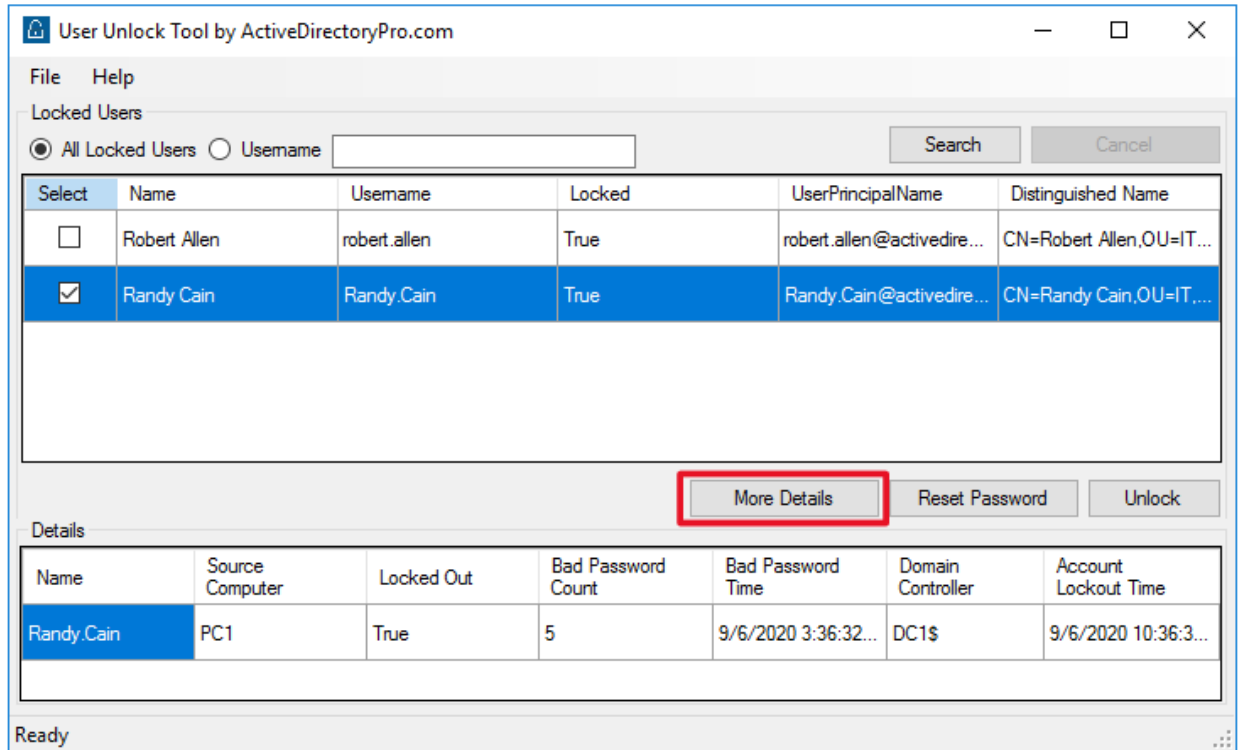 User Unlock Tool by ActiveDirectoryPro.com
File Help
Locked Users
All Locked Users Username
Search Cancel
Select Name Username Locked UserPrincipalName Distinguished Name
Robert Allen robert.allen True robert.allen@activedire... CN=Robert Allen,OU=IT...
Randy Cain Randy.Cain True Randy.Cain@activedire... CN=Randy Cain,OU=IT,...
More Details Reset Password Unlock
Details
Name Source Computer Locked Out Bad Password Count Bad Password Time Domain Controller Account Lockout Time
Randy.Cain PC1 True 5 9/6/2020 3:36:32... DC1$ 9/6/2020 10:36:3...
Ready